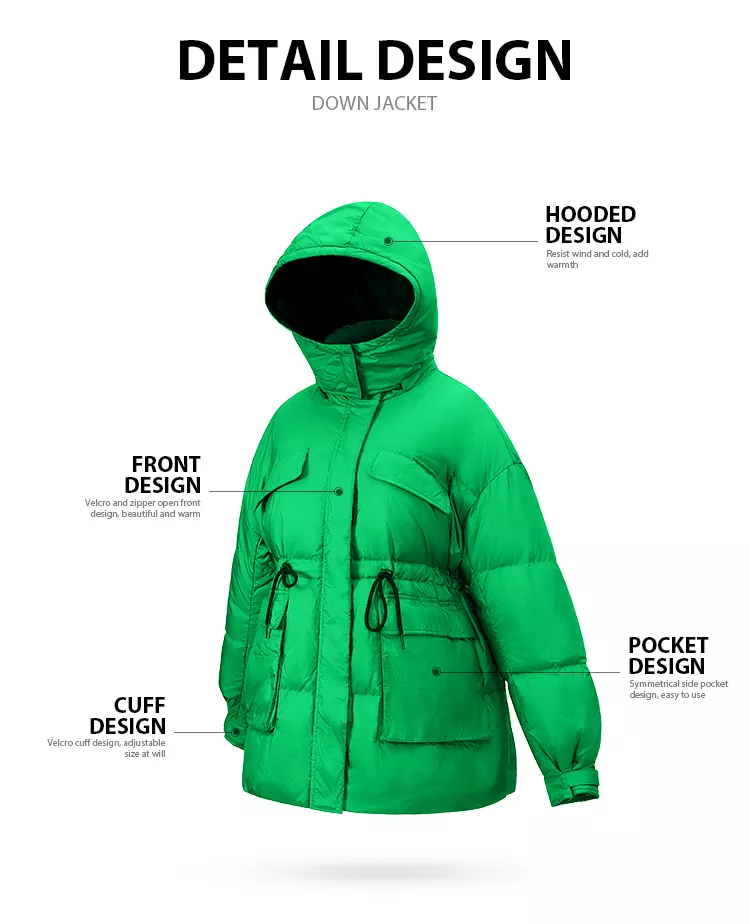 DETAIL DESIGN
DOWN JACKET
HOODED
DESIGN
Resist wind and cold, add
warmth
FRONT
DESIGN
Velcro and zipper open front
design, beautiful and warm
POCKET
DESIGN
Symmetrical side pocket
design, easy to use
CUFF
DESIGN
Velcro cuff design, adjustable
size at will